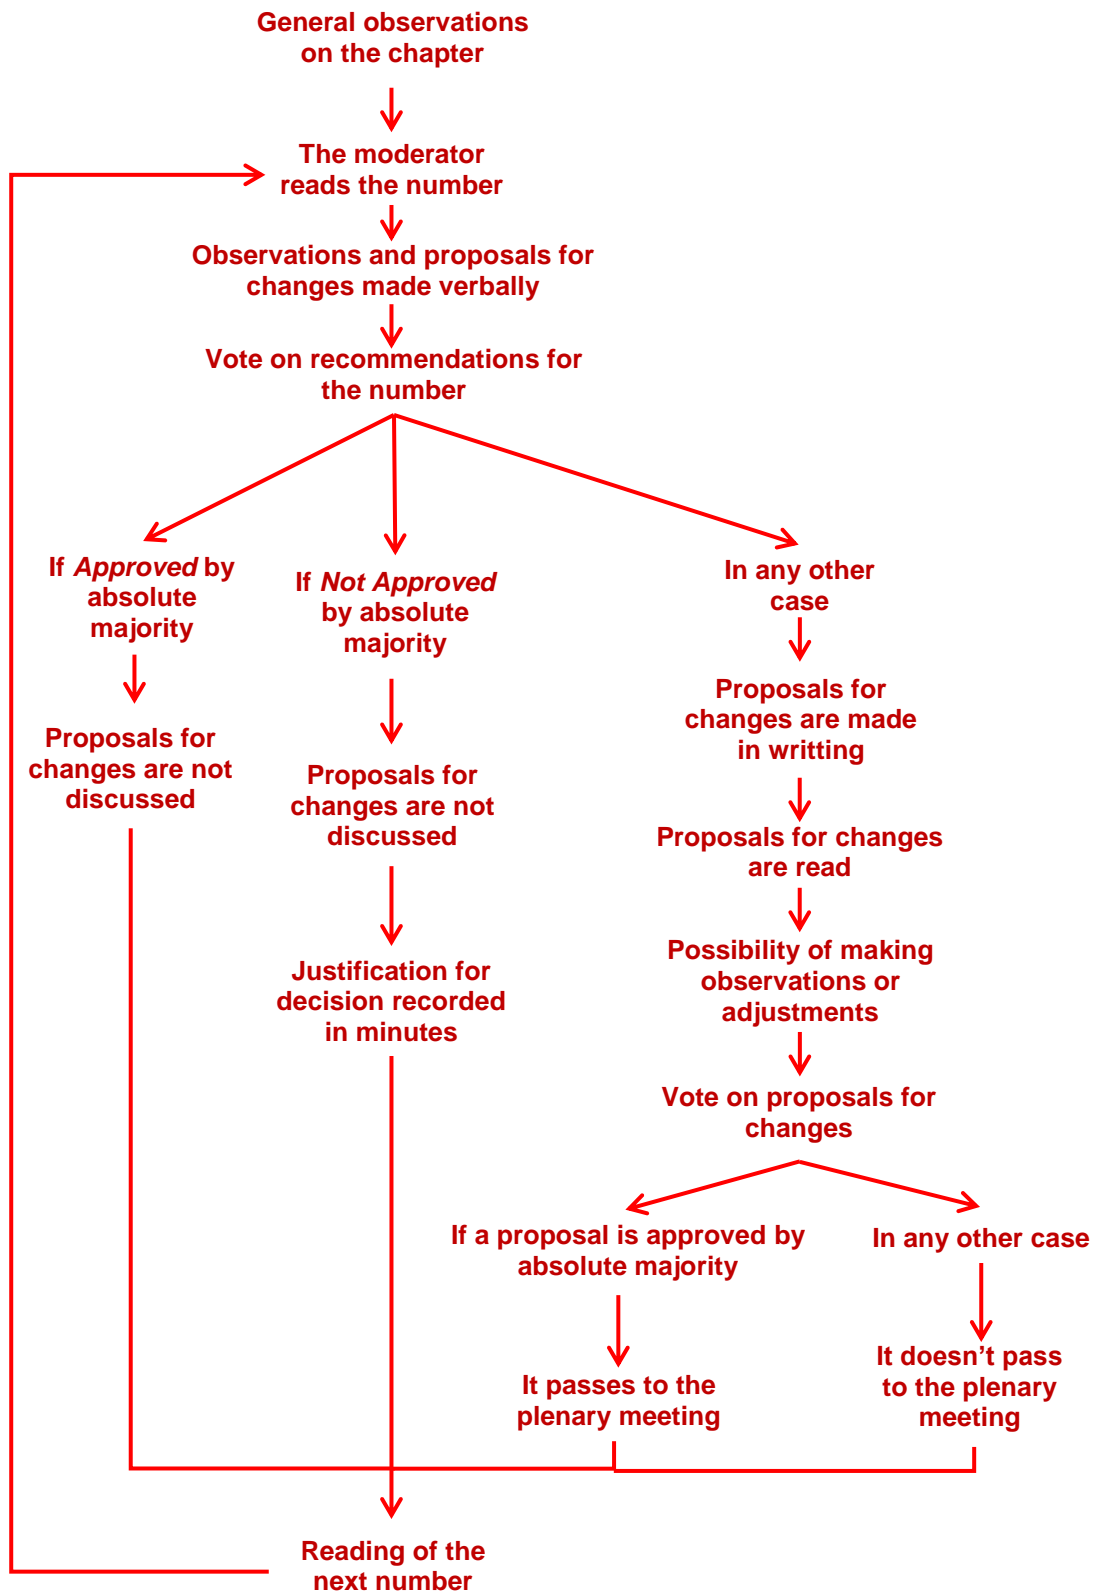 General observations
on the chapter
The moderator
reads the number
Observations and proposals for
changes made verbally
Vote on recommendations for
the number
If Approved by
absolute
majority
Proposals for
changes are not
discussed
If Not Approved
by absolute
majority
Proposals for
changes are not
discussed
Justification for
decision recorded
in minutes
In any other
case
Proposals for
changes are made
in writting
Proposals for changes
are read
Possibility of making
observations or
adjustments
Vote on proposals for
changes
If a proposal is approved by
absolute majority
It passes to the
plenary meeting
In any other case
It doesn’t pass
to the plenary
meeting
Reading of the
next number